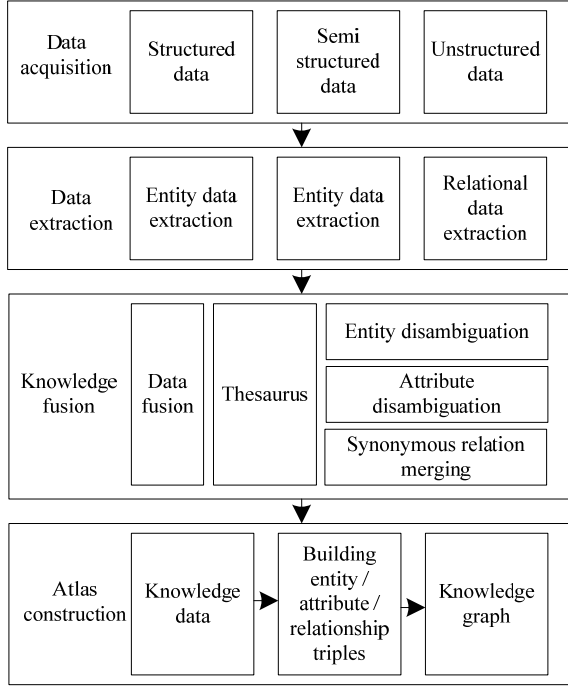 Data
acquisition
Structured
data
Semi
structured
data
Unstructured
data
Data
extraction
Entity data
extraction
Entity data
extraction
Relational
data
extraction
Knowledge
fusion
Data
fusion
Thesaurus
Entity disambiguation
Attribute
disambiguation
Synonymous relation
merging
Atlas
construction
Knowledge
data
Building
entity /
attribute /
relationship
triples
Knowledge
graph